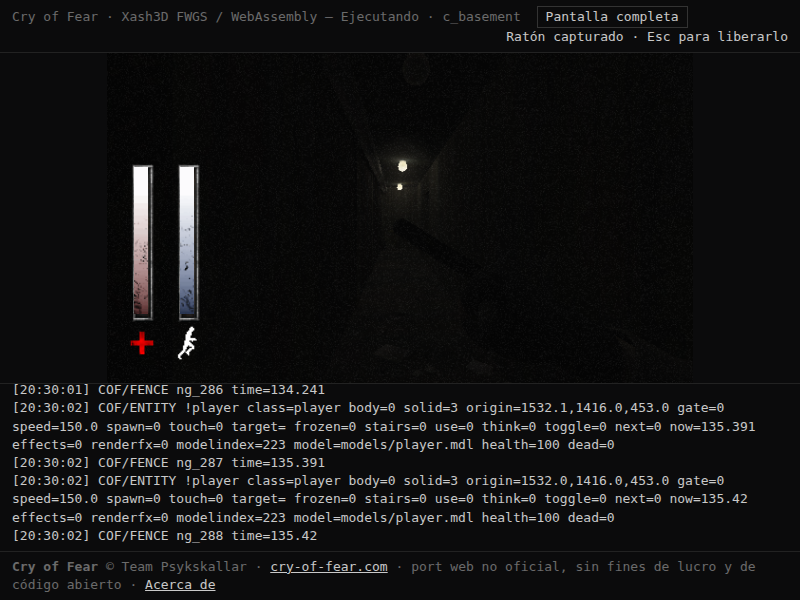 Cry of Fear · Xash3D FWGS / WebAssembly — Ejecutando · c_basement Pantalla completa
Ratón capturado · Esc para liberarlo
[20:30:01] COF/FENCE ng_286 time=134.241
[20:30:02] COF/ENTITY !player class=player body=0 solid=3 origin=1532.1,1416.0,453.0 gate=0
speed=150.0 spawn=0 touch=0 target= frozen=0 stairs=0 use=0 think=0 toggle=0 next=0 now=135.391
effects=0 renderfx=0 modelindex=223 model=models/player.mdl health=100 dead=0
[20:30:02] COF/FENCE ng_287 time=135.391
[20:30:02] COF/ENTITY !player class=player body=0 solid=3 origin=1532.1,1416.0,453.0 gate=0
speed=150.0 spawn=0 touch=0 target= frozen=0 stairs=0 use=0 think=0 toggle=0 next=0 now=135.42
effects=0 renderfx=0 modelindex=223 model=models/player.mdl health=100 dead=0
[20:30:02] COF/FENCE ng_288 time=135.42
Cry of Fear © Team Psyskallar · cry-of-fear.com · port web no oficial, sin fines de lucro y de
código abierto · Acerca de